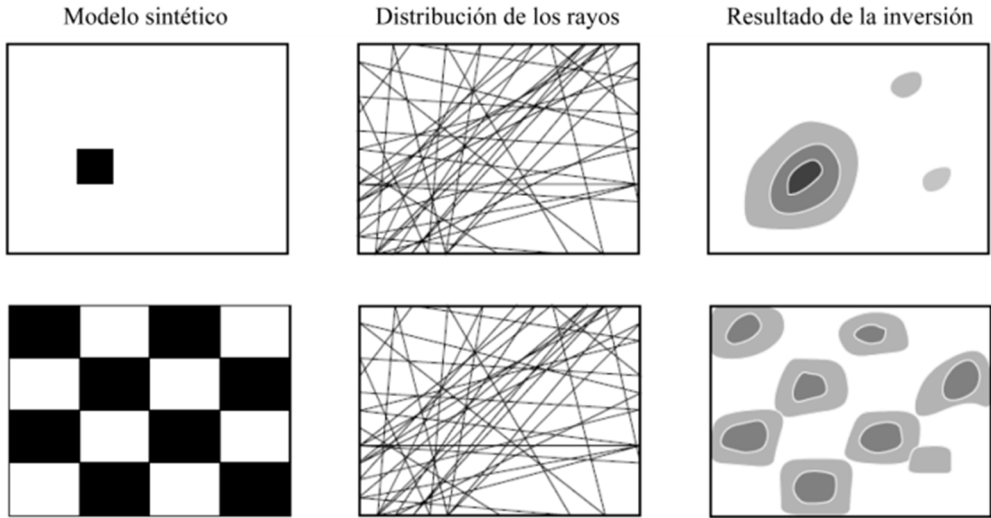 Modelo sintético
Distribución de los rayos
Resultado de la inversión